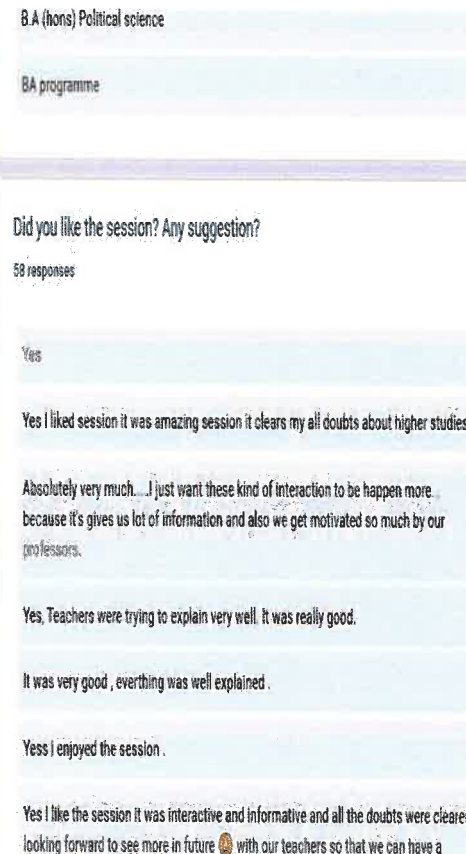 B.A (hons) Political science
BA programme
Did you like the session? Any suggestion?
58 responses
Yes
Yes I liked session it was amazing session it clears my all doubts about higher studies
Absolutely very much....I just want these kind of interaction to be happen more
because it's gives us lot of information and also we get motivated so much by our
professors.
Yes, Teachers were trying to explain very well. It was really good.
It was very good , everthing was well explained .
Yess I enjoyed the session .
Yes I like the session it was interactive and informative and all the doubts were cleare
looking forward to see more in future with our teachers so that we can have a